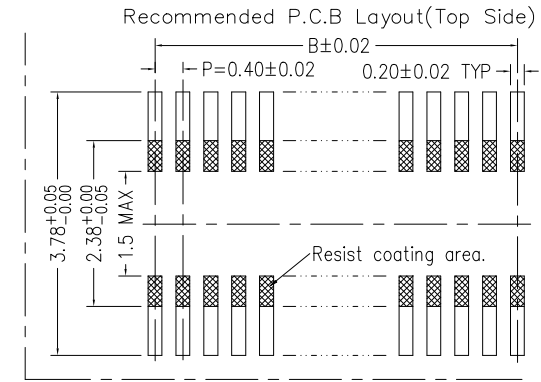 Recommended P.C.B Layout(Top Side)
B±0.02
P=0.40±0.02
0.20±0.02 TYP
3.78+0.05 -0.00
2.38+0.00 -0.05
1.5 MAX
Resist coating area.